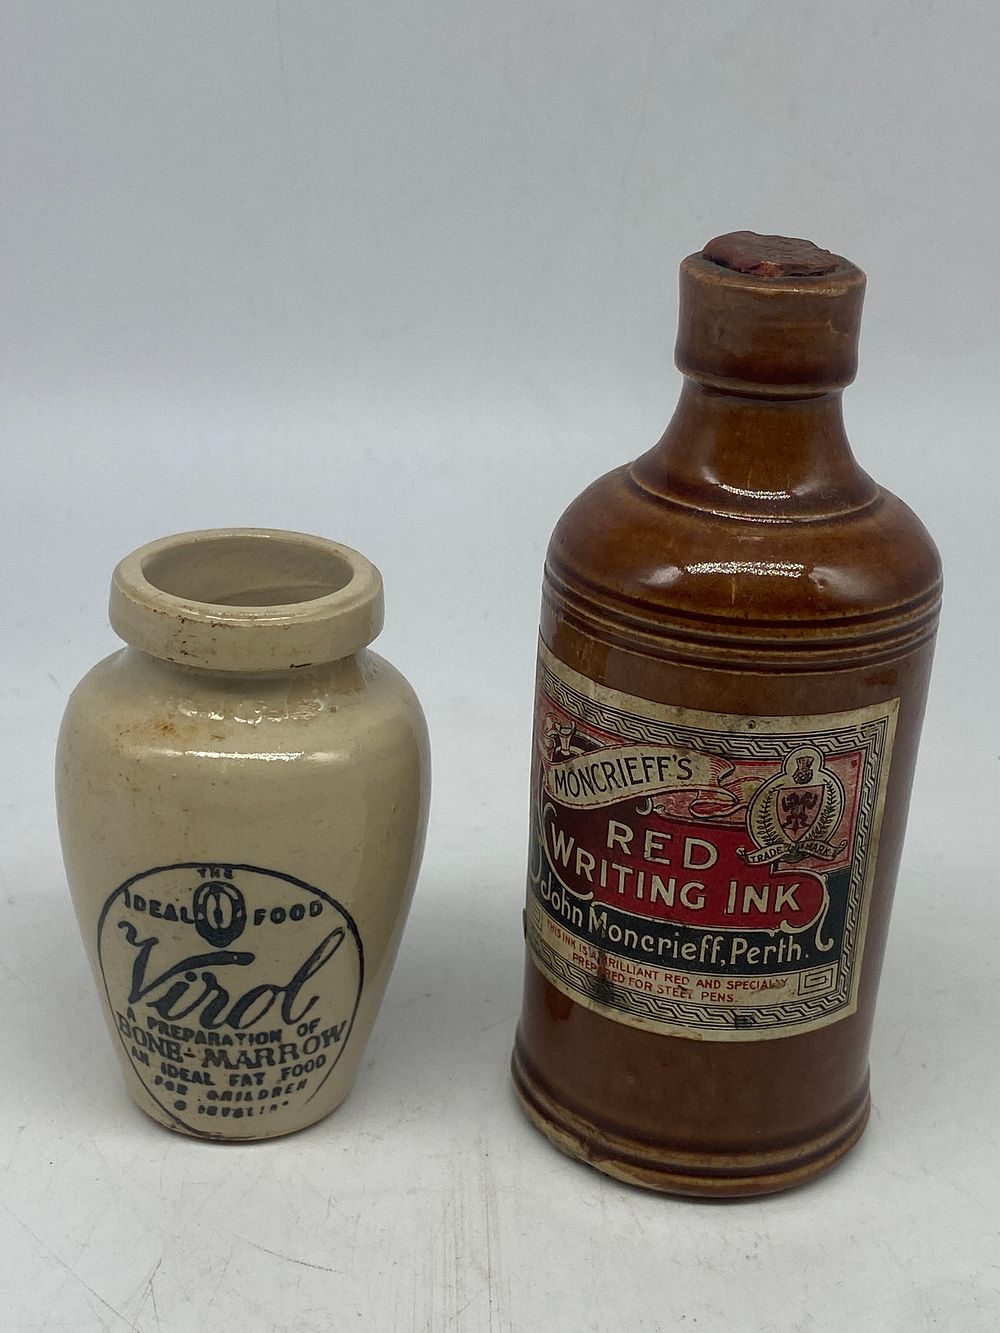 THE
IDEAL FOOD
Virol
A PREPARATION OF
BONE-MARROW
AN IDEAL FAT FOOD
FOR CHILDREN
&
MONCRIEFF'S
RED
WRITING INK
John Moncrieff, Perth.
THIS INK IS A BRILLIANT RED AND SPECIALLY
PREPARED FOR STEEL PENS.
TRADE MARK